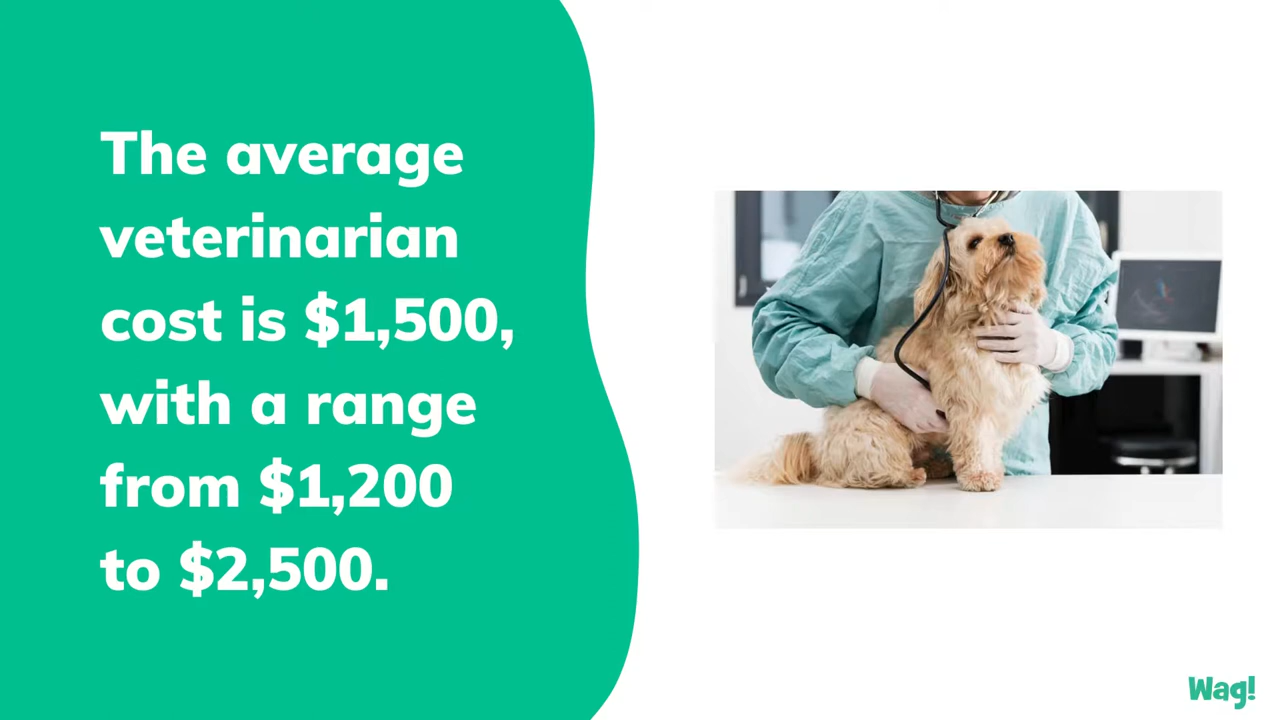 The average
veterinarian
cost is $1,500,
with a range
from $1,200
to $2,500.
Wag!